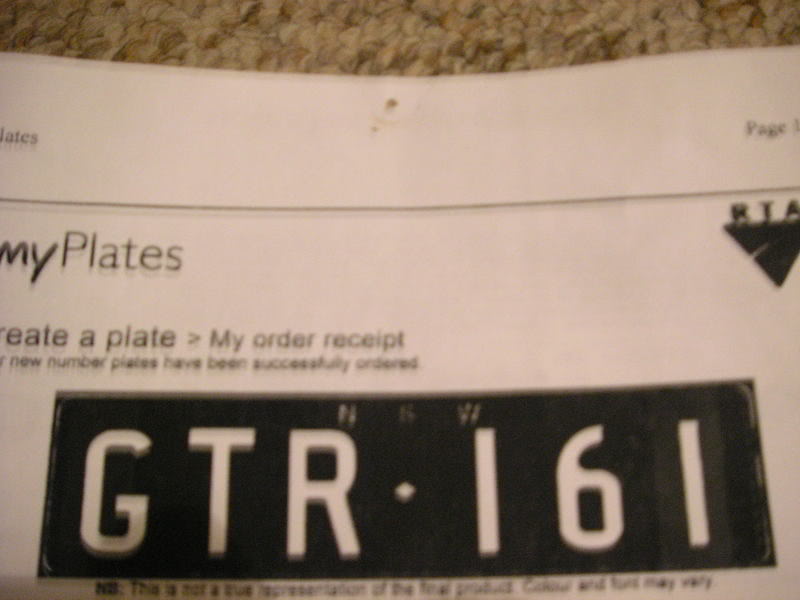 lates
Page 1
RTA
myPlates
reate a plate > My order receipt
r new number plates have been successfully ordered.
N S W
GTR·161
NB: This is not a true representation of the final product. Colour and font may vary.